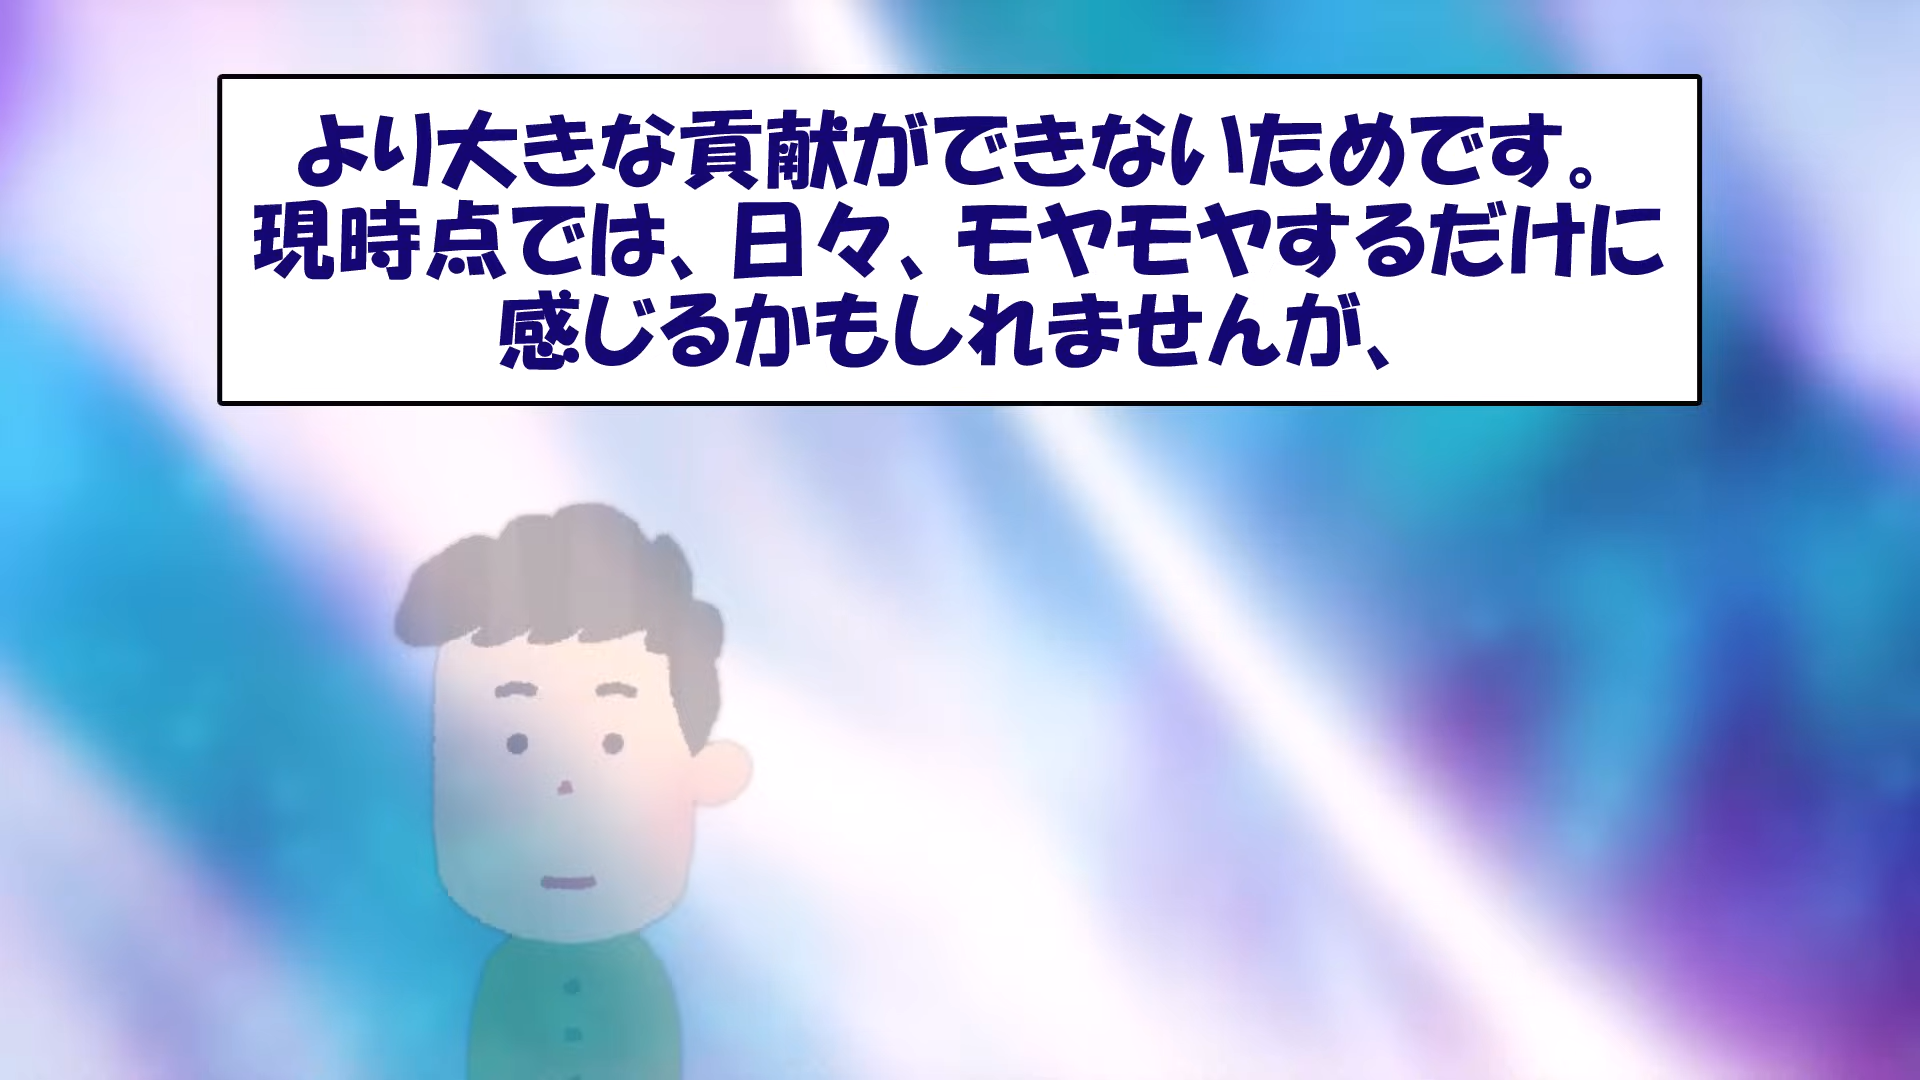 より大きな貢献ができないためです。
現時点では、日々、モヤモヤするだけに
感じるかもしれませんが、